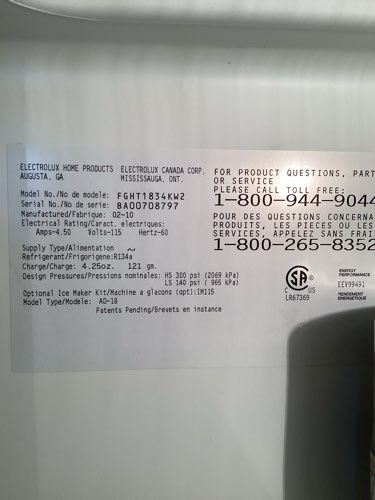 ELECTROLUX HOME PRODUCTS ELECTROLUX CANADA CORP.
AUGUSTA, GA MISSISSAUGA, ONT.
Model No./No de modele: FGHT1834KW2
Serial No./No de serie: BA00708797
Manufactured/Fabrique: 02-10
Electrical Rating/Caract. electriques:
Amps-4.50 Volts-115 Hertz-60
Supply Type/Alimentation ~
Refrigerant/Frigorigene:R134a
Charge/Charge: 4.25oz. 121 gm.
Design Pressures/Pressions nominales: HS 300 psi (2069 kPa)
LS 140 psi ( 965 kPa)
Optional Ice Maker Kit/Machine a glacons (opt):IM115
Model Type/Modele: AD-18
Patents Pending/Brevets en instance
FOR PRODUCT QUESTIONS, PART
OR SERVICE
PLEASE CALL TOLL FREE:
1-800-944-9044
POUR DES QUESTIONS CONCERNA
PRODUITS, LES PIECES OU LES
SERVICES, APPELEZ SANS FRAI
1-800-265-8352
SA ®
C US
LR67369
ENERGY
PERFORMANCE
EEV99491
RENDEMENT
ENERGETIQUE